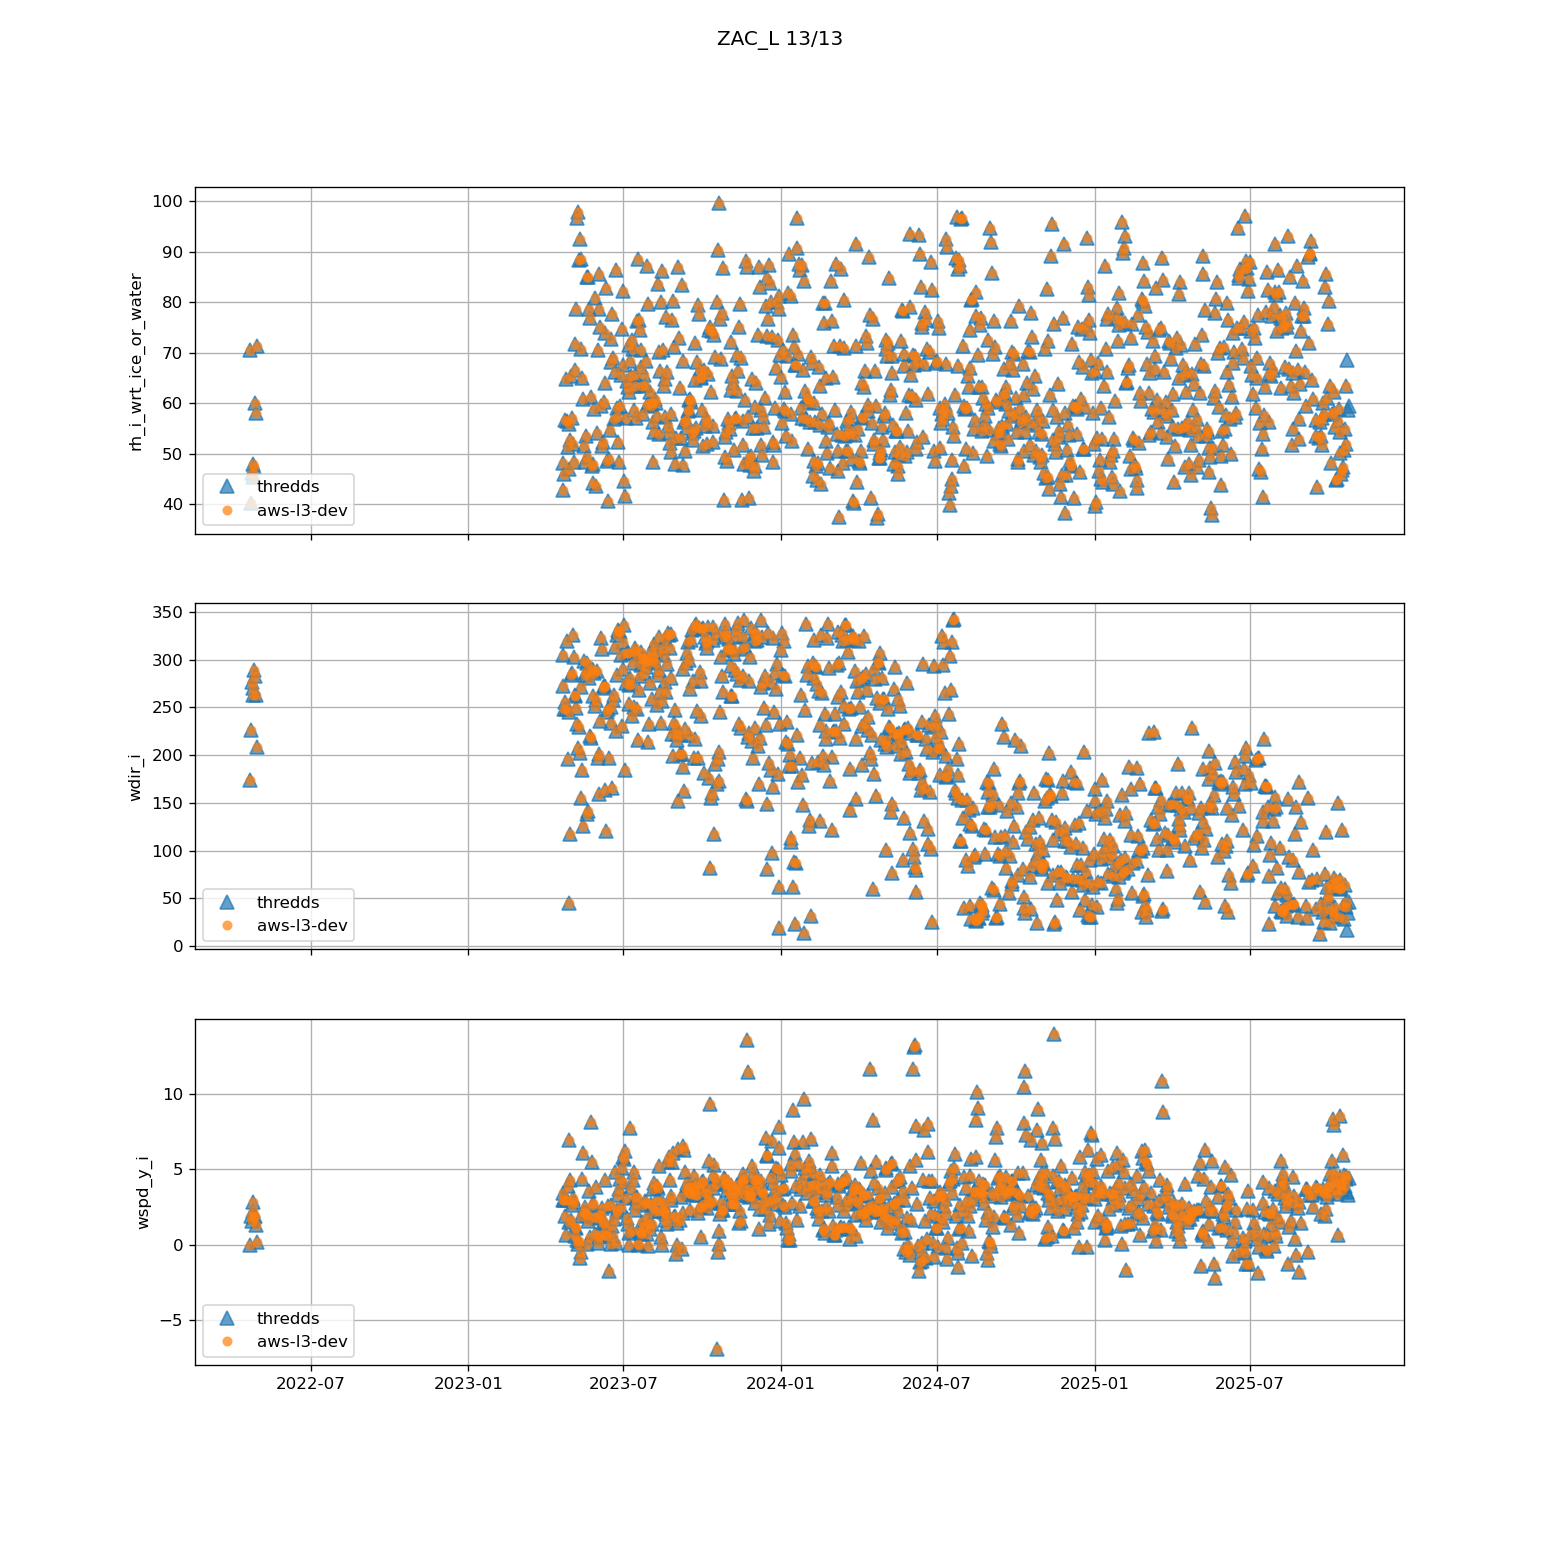 ZAC_L 13/13
rh_i_wrt_ice_or_water
100
90
80
70
60
50
40
thredds
aws-l3-dev
wdir_i
350
300
250
200
150
100
50
0
thredds
aws-l3-dev
wspd_y_i
10
5
0
−5
thredds
aws-l3-dev
2022-07 2023-01 2023-07 2024-01 2024-07 2025-01 2025-07